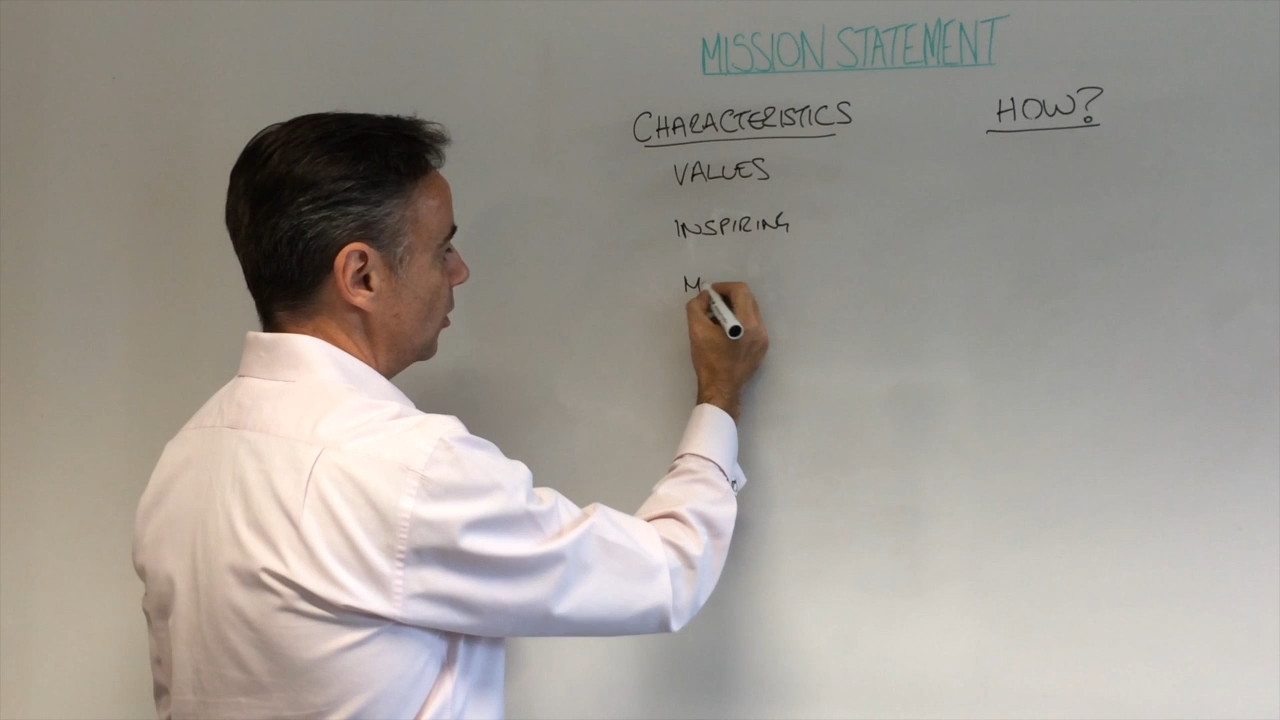 MISSION STATEMENT
CHARACTERISTICS HOW?
VALUES
INSPIRING
M